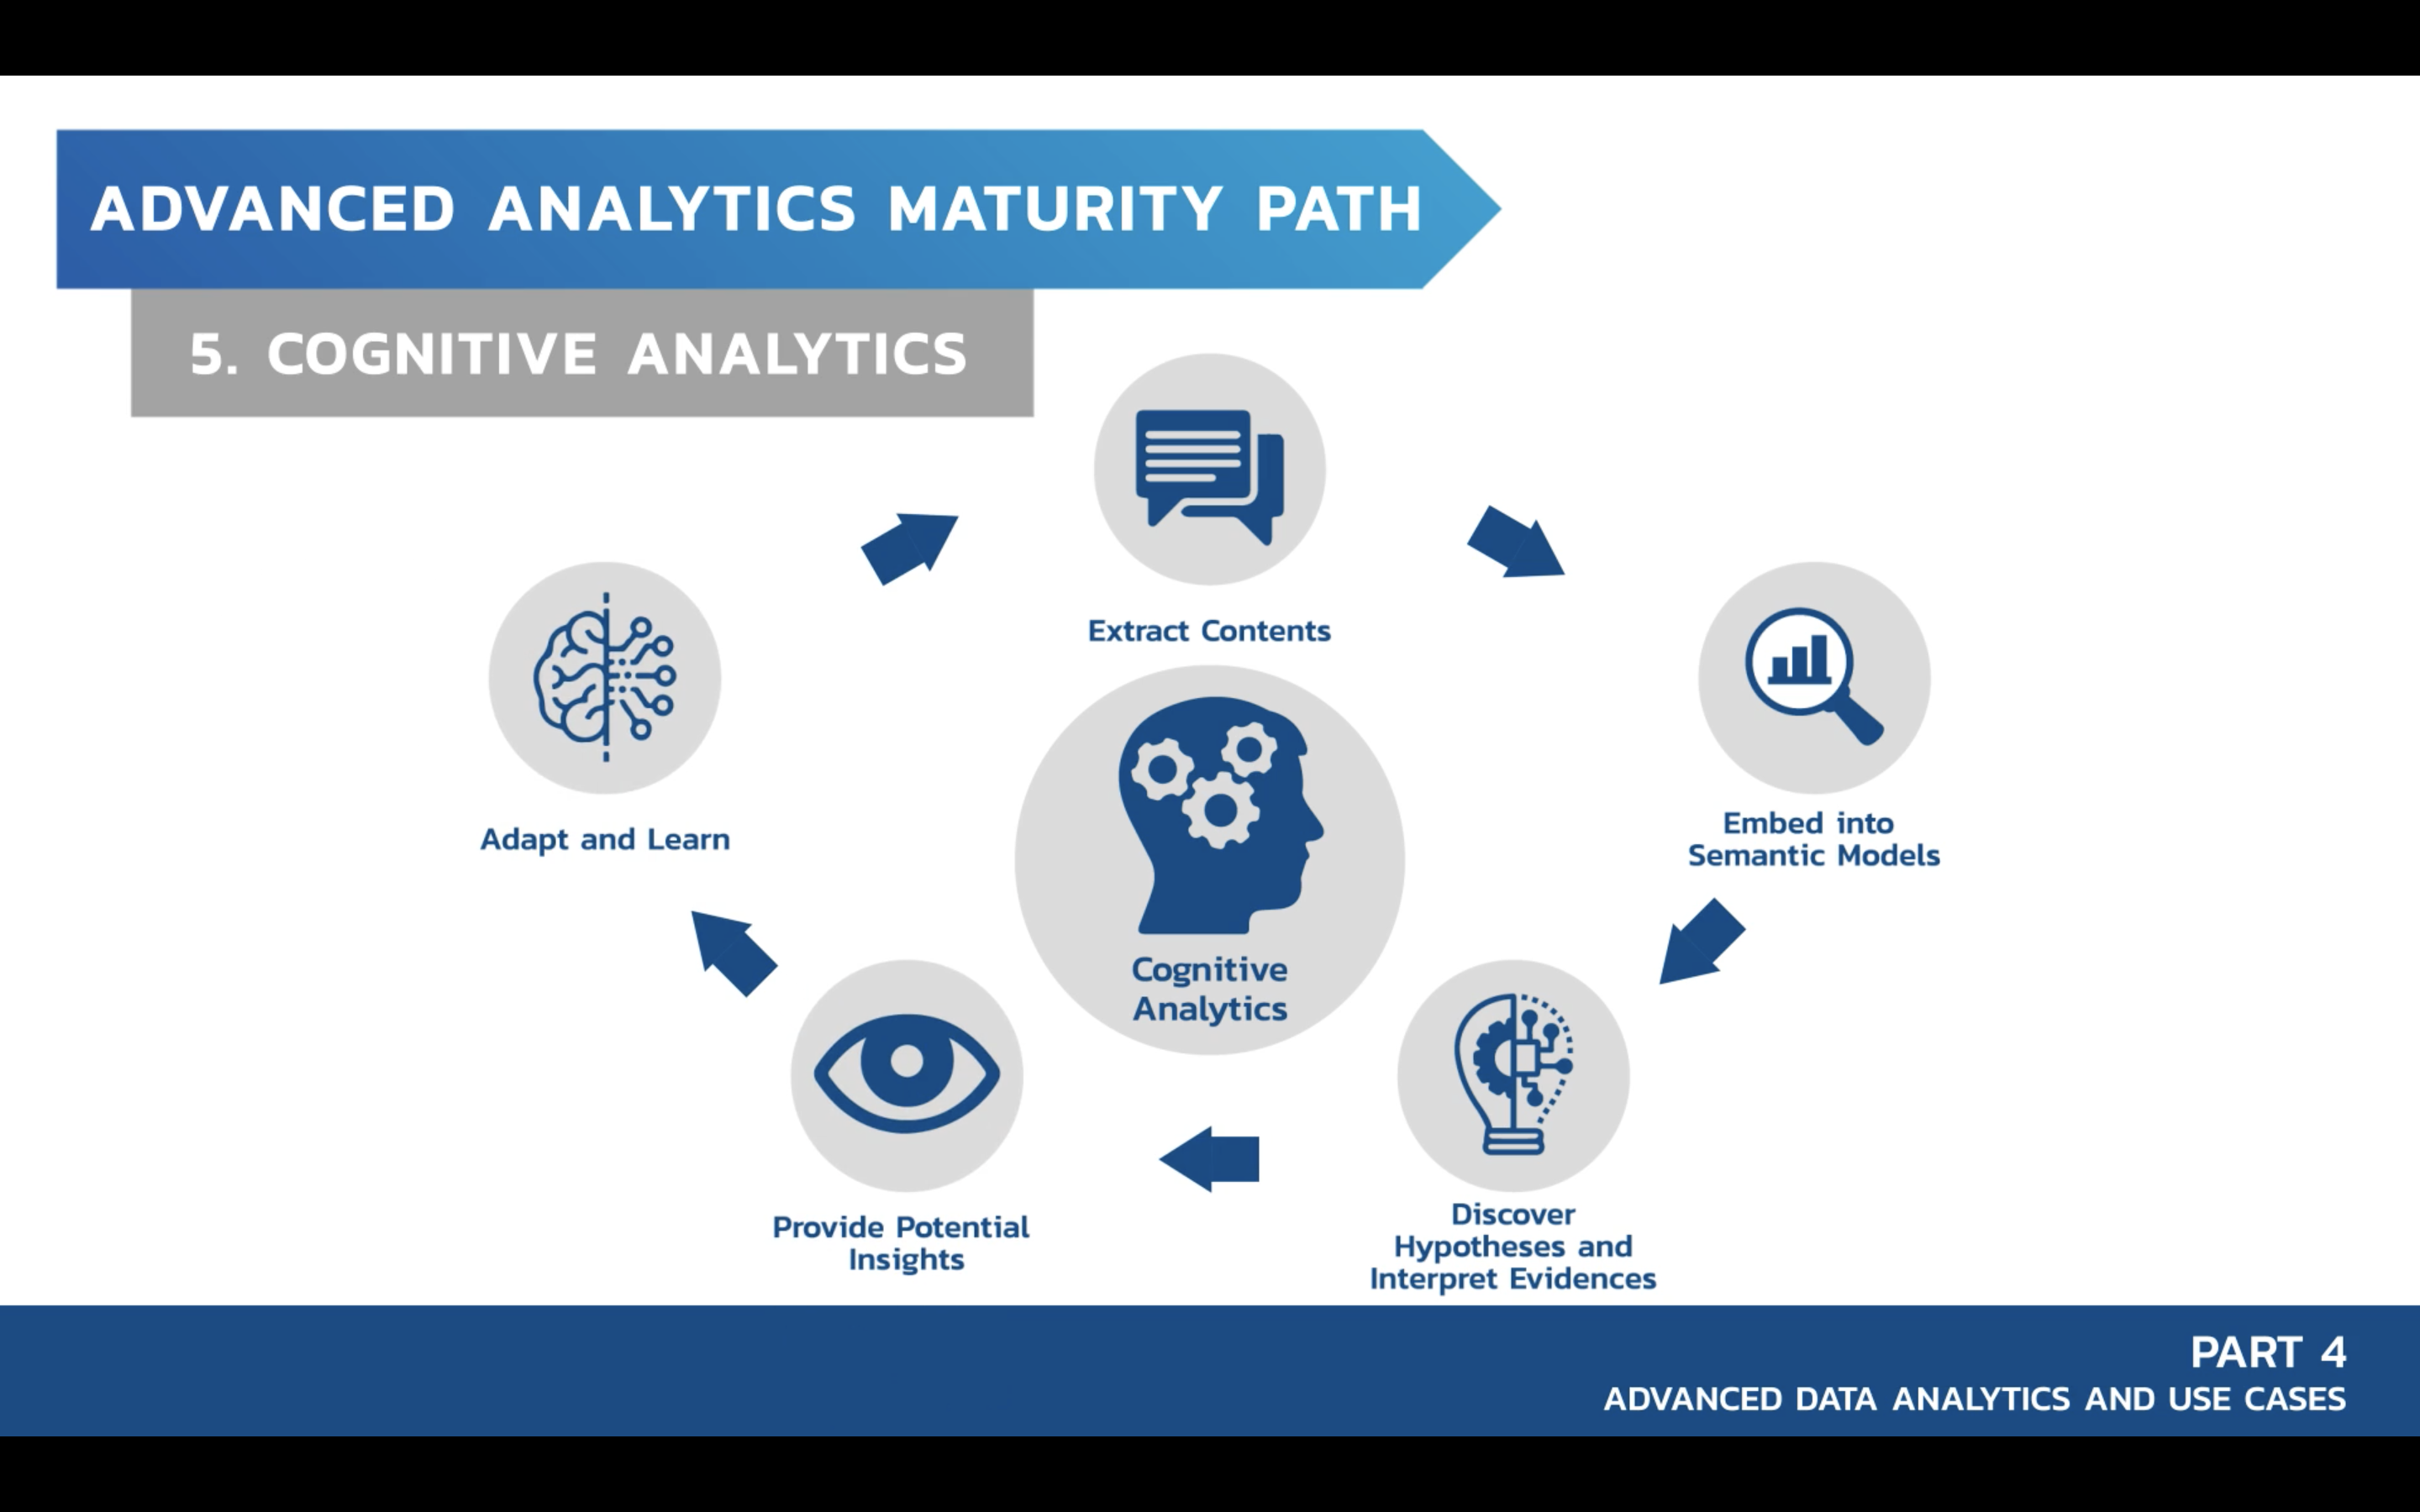 ADVANCED ANALYTICS MATURITY PATH
5. COGNITIVE ANALYTICS
Extract Contents
Embed into
Semantic Models
Discover
Hypotheses and
Interpret Evidences
Provide Potential
Insights
Adapt and Learn
Cognitive
Analytics
PART 4
ADVANCED DATA ANALYTICS AND USE CASES